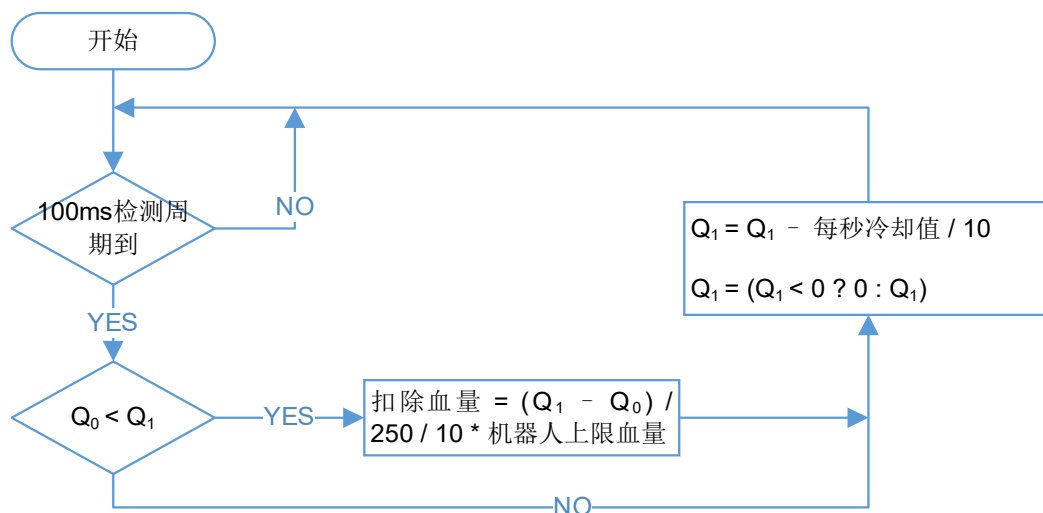 开始
100ms检测周
期到
NO
YES
Q₀ < Q₁
YES
扣除血量 = (Q₁ - Q₀) /
250 / 10 * 机器人上限血量
Q₁ = Q₁ - 每秒冷却值 / 10
Q₁ = (Q₁ < 0 ? 0 : Q₁)
NO